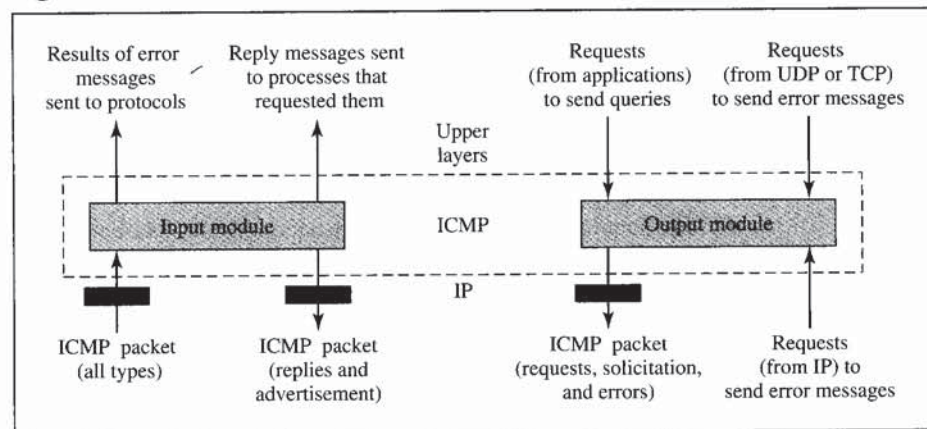 Results of error
messages
sent to protocols
Reply messages sent
to processes that
requested them
Requests
(from applications)
to send queries
Requests
(from UDP or TCP)
to send error messages
Upper
layers
Input module
ICMP
Output module
IP
ICMP packet
(all types)
ICMP packet
(replies and
advertisement)
ICMP packet
(requests, solicitation,
and errors)
Requests
(from IP) to
send error messages